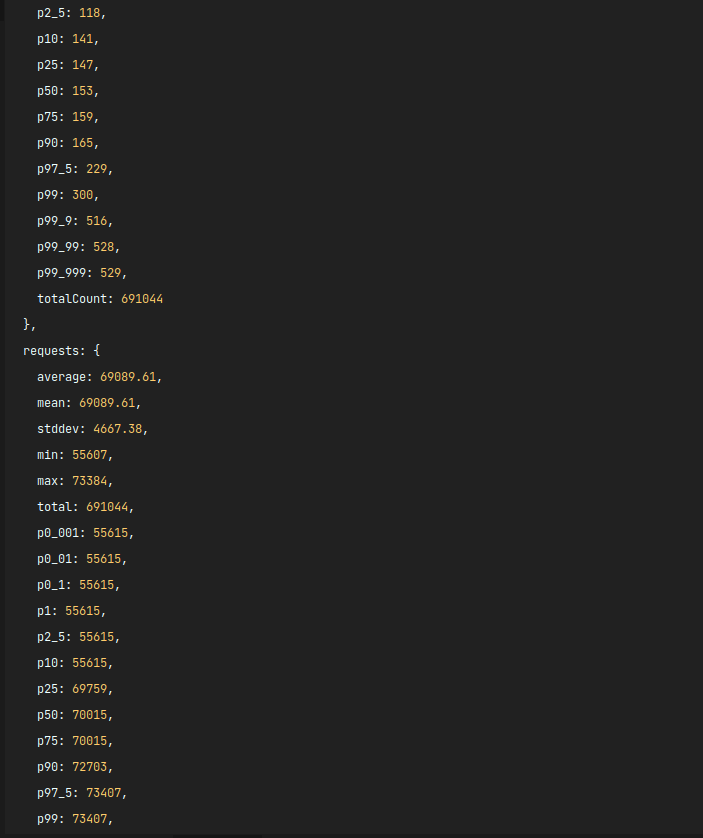 p2_5: 118,
p10: 141,
p25: 147,
p50: 153,
p75: 159,
p90: 165,
p97_5: 229,
p99: 300,
p99_9: 516,
p99_99: 528,
p99_999: 529,
totalCount: 691044
},
requests: {
average: 69089.61,
mean: 69089.61,
stddev: 4667.38,
min: 55607,
max: 73384,
total: 691044,
p0_001: 55615,
p0_01: 55615,
p0_1: 55615,
p1: 55615,
p2_5: 55615,
p10: 55615,
p25: 69759,
p50: 70015,
p75: 70015,
p90: 72703,
p97_5: 73407,
p99: 73407,